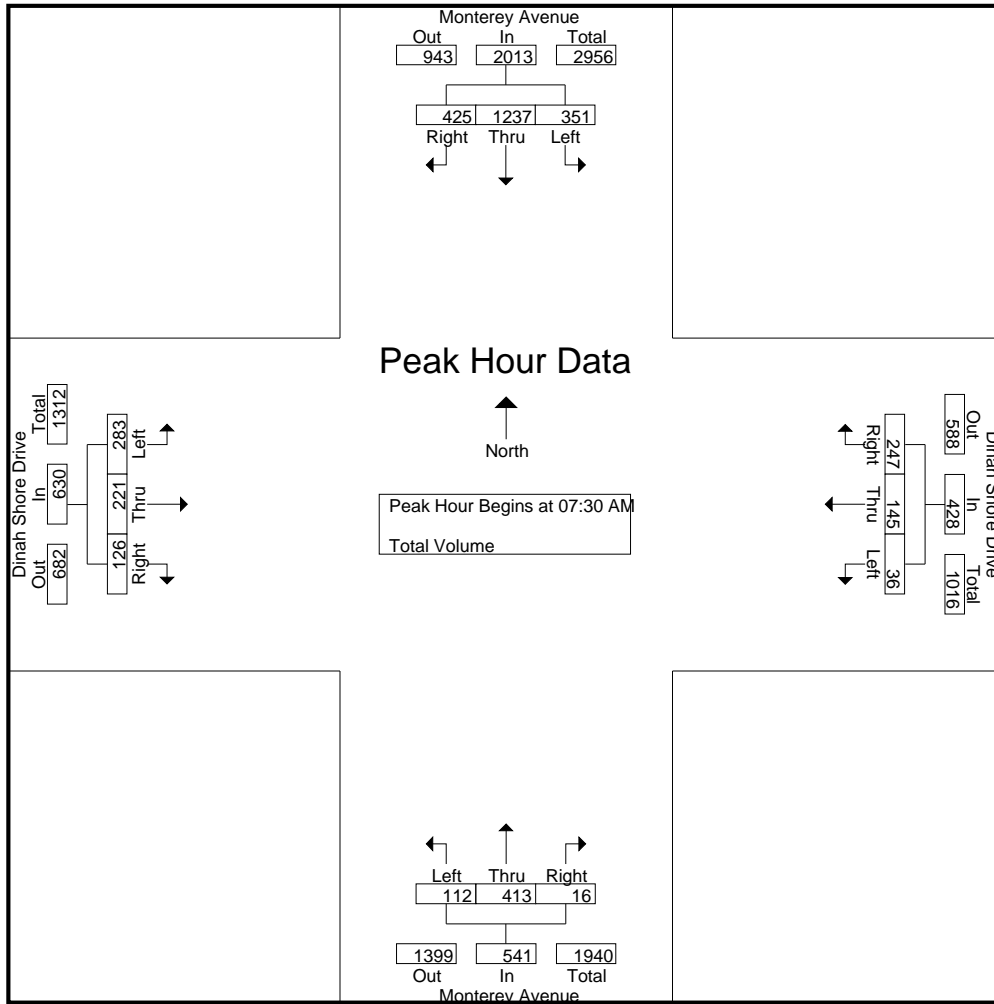 Monterey Avenue
Out In Total
943 2013 2956
425 1237 351
Right Thru Left
Peak Hour Data
North
Peak Hour Begins at 07:30 AM
Total Volume
Dinah Shore Drive
Out In Total
682 630 1312
Left Thru Right
283 221 126
Dinah Shore Drive
Out In Total
588 428 1016
Right Thru Left
247 145 36
Left Thru Right
112 413 16
1399 541 1940
Out In Total
Monterey Avenue